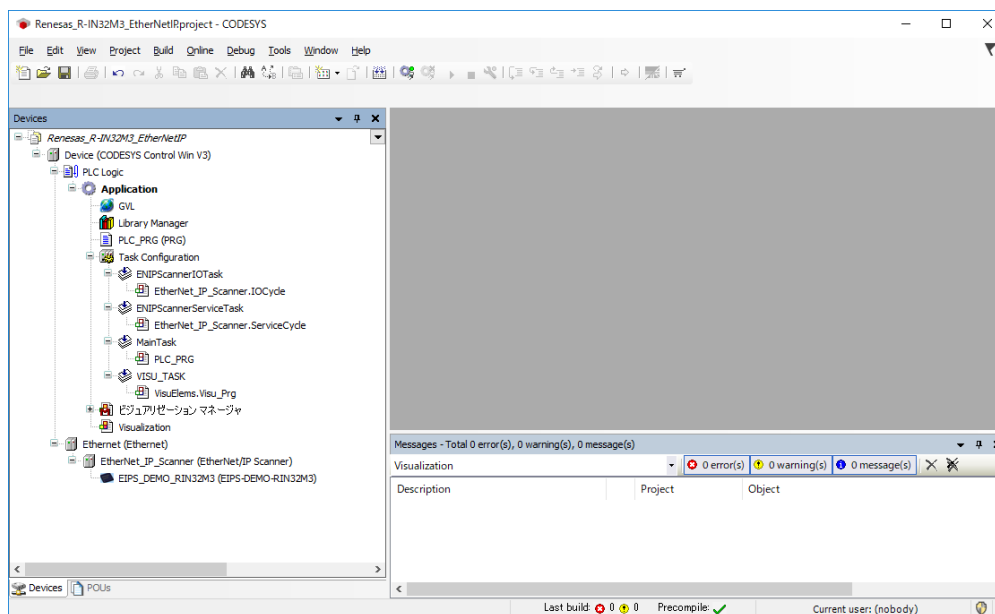 Renesas_R-IN32M3_EtherNetIP.project - CODESYS
File Edit View Project Build Online Debug Tools Window Help
Devices
Renesas_R-IN32M3_EtherNetIP
Device (CODESYS Control Win V3)
PLC Logic
Application
GVL
Library Manager
PLC_PRG (PRG)
Task Configuration
ENIPScannerIOTask
EtherNet_IP_Scanner.IOCycle
ENIPScannerServiceTask
EtherNet_IP_Scanner.ServiceCycle
MainTask
PLC_PRG
VISU_TASK
VisuElems.Visu_Prg
ビジュアリゼーション マネージャ
Visualization
Ethernet (Ethernet)
EtherNet_IP_Scanner (EtherNet/IP Scanner)
EIPS_DEMO_RIN32M3 (EIPS-DEMO-RIN32M3)
Devices POUs
Messages - Total 0 error(s), 0 warning(s), 0 message(s)
Visualization 0 error(s) 0 warning(s) 0 message(s)
Description Project Object
Last build: 0 0 Precompile: Current user: (nobody)